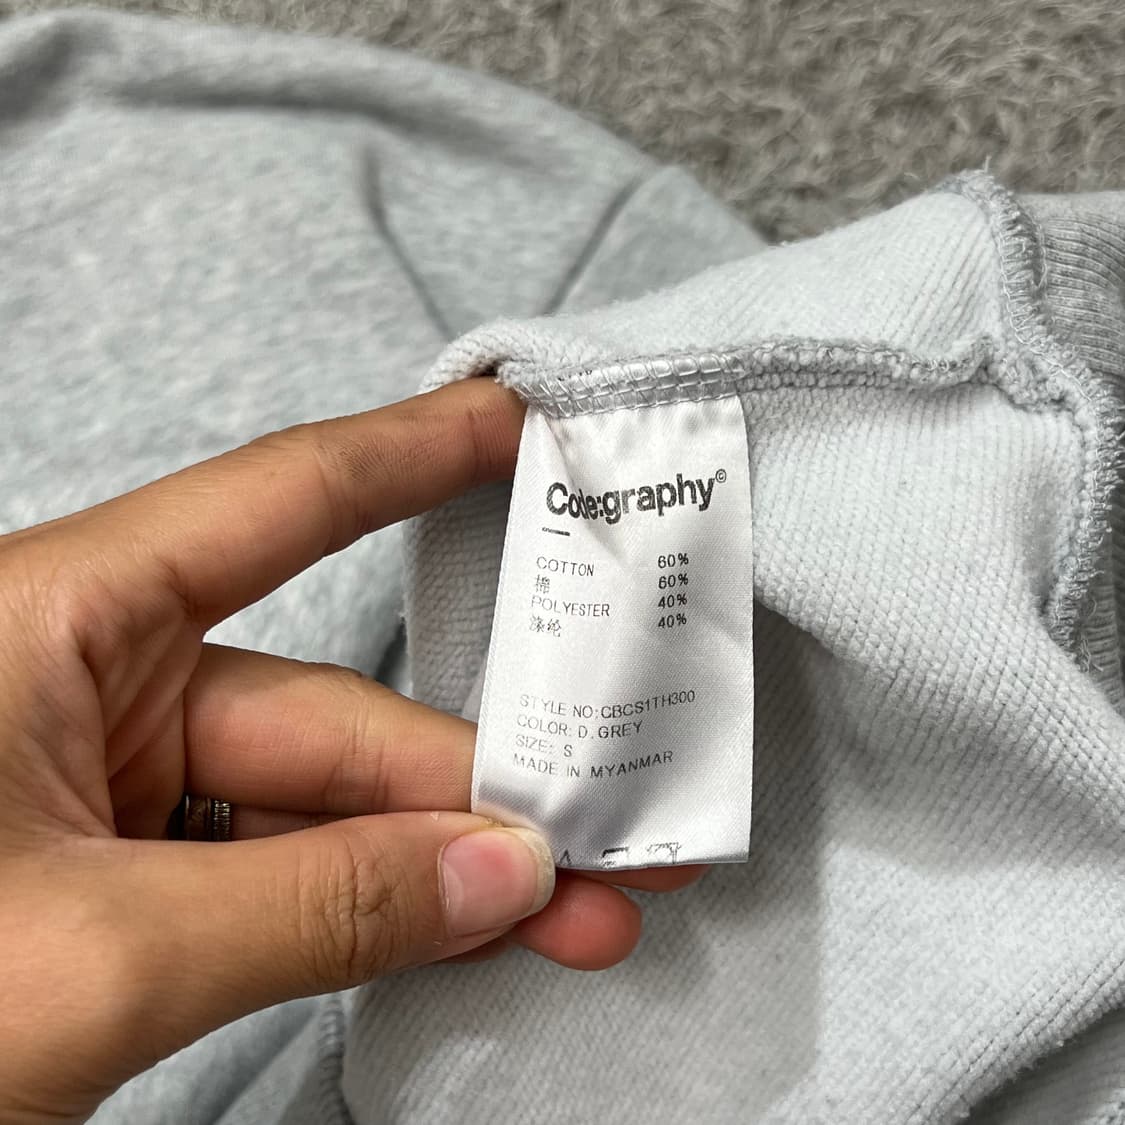 Code:graphy©
COTTON 60%
棉 60%
POLYESTER 40%
涤纶 40%
STYLE NO:CBCS1TH300
COLOR: D.GREY
SIZE: S
MADE IN MYANMAR